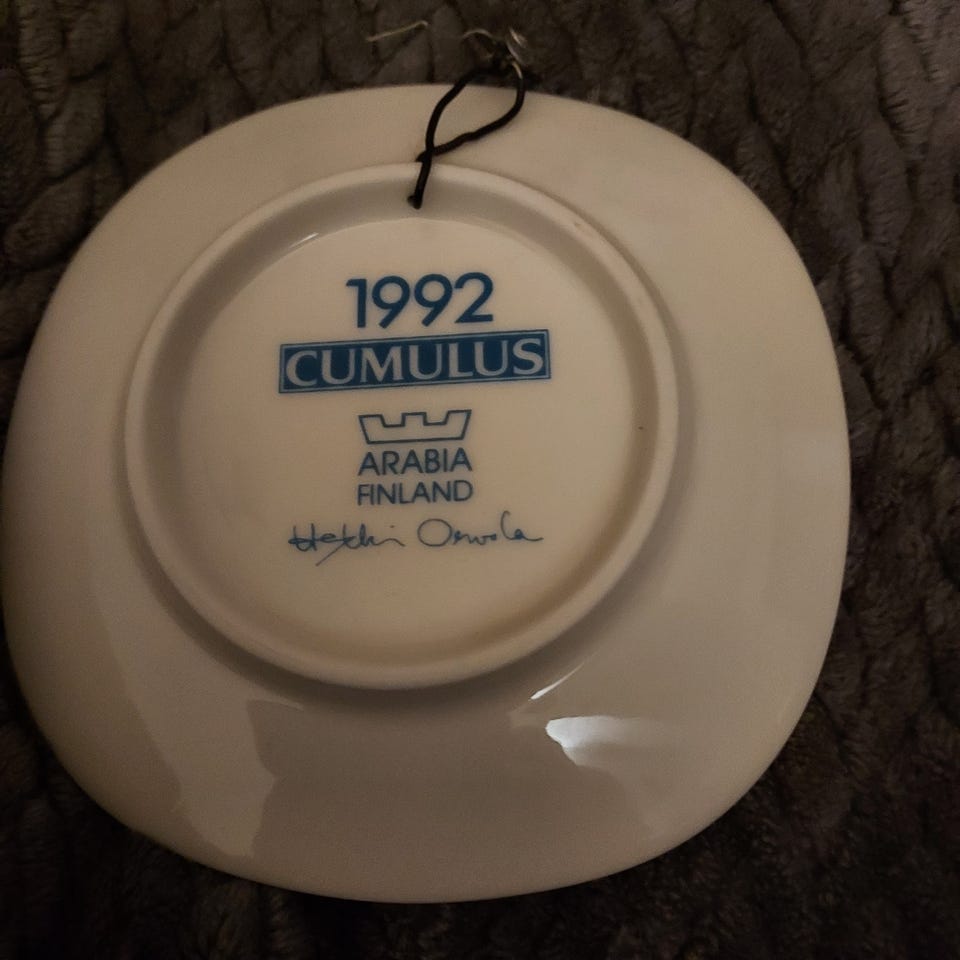 1992
CUMULUS
ARABIA
FINLAND
Heikki Orvola